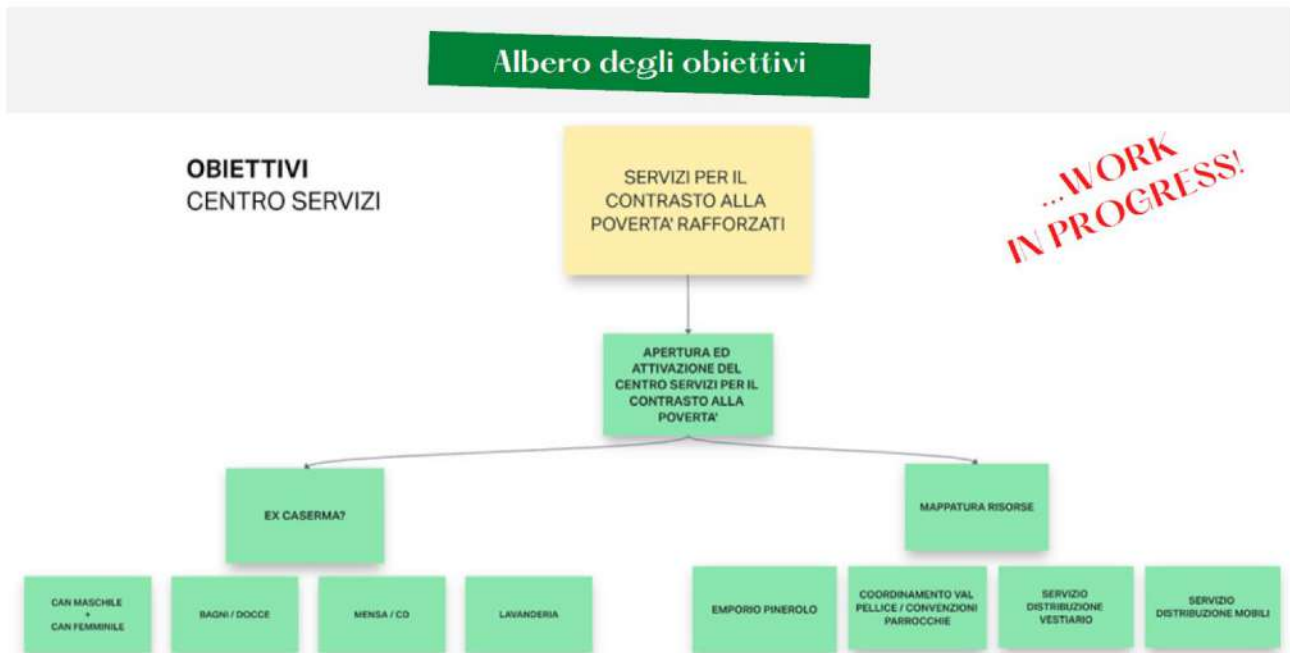 Albero degli obiettivi
OBIETTIVI
CENTRO SERVIZI
SERVIZI PER IL
CONTRASTO ALLA
POVERTA' RAFFORZATI
...WORK
IN PROGRESS!
APERTURA ED
ATTIVAZIONE DEL
CENTRO SERVIZI PER IL
CONTRASTO ALLA
POVERTA'
EX CASERMA?
MAPPATURA RISORSE
CAN MASCHILE
+
CAN FEMMINILE
BAGNI / DOCCE
MENSA / CD
LAVANDERIA
EMPORIO PINEROLO
COORDINAMENTO VAL
PELLICE / CONVENZIONI
PARROCCHIE
SERVIZIO
DISTRIBUZIONE
VESTIARIO
SERVIZIO
DISTRIBUZIONE MOBILI